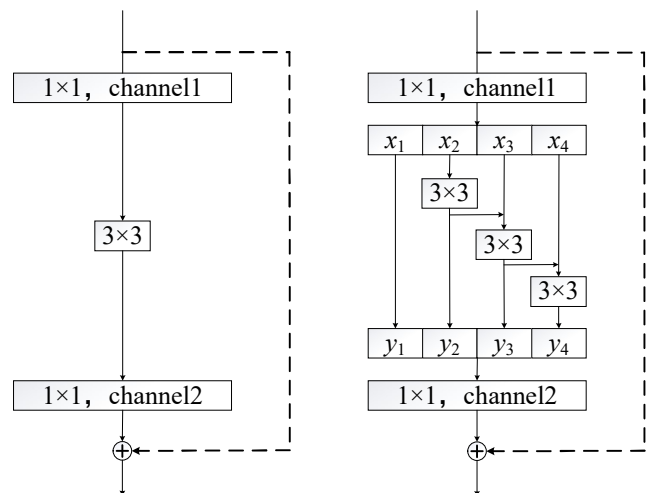 1×1, channel1
3×3
1×1, channel2
1×1, channel1
x₁ x₂ x₃ x₄
3×3
3×3
3×3
y₁ y₂ y₃ y₄
1×1, channel2